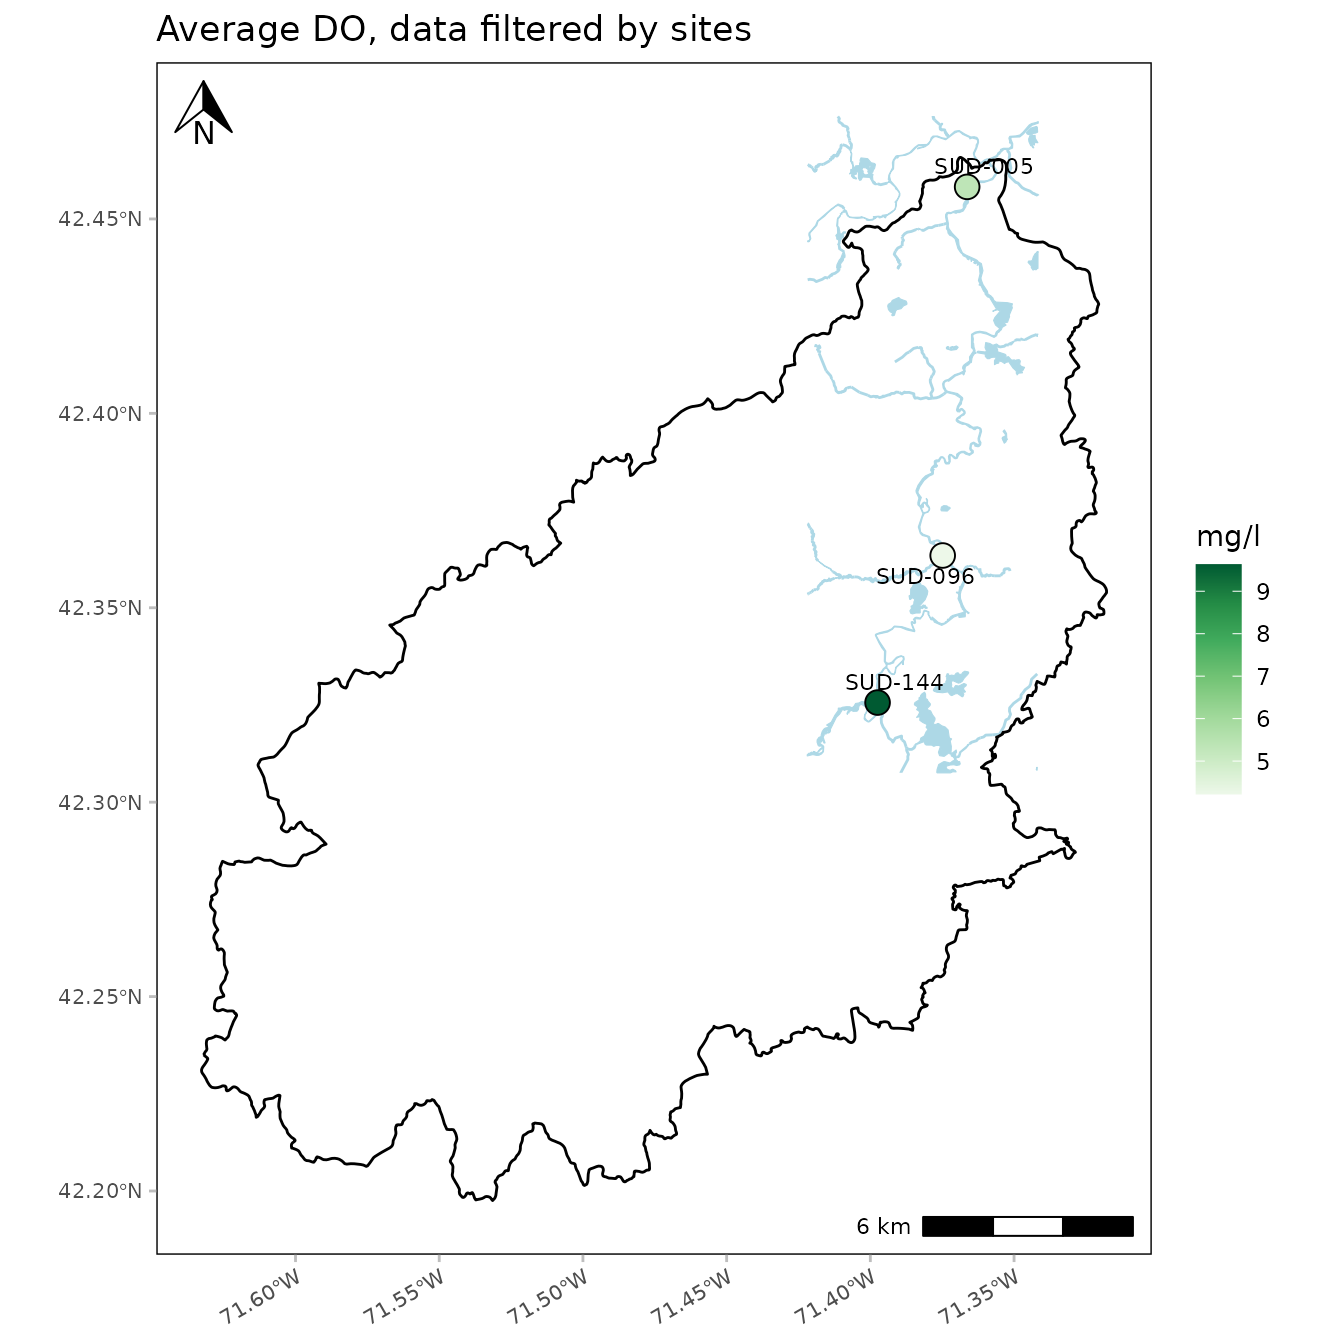 Average DO, data filtered by sites
N
SUD-005
42.45°N
42.40°N
SUD-096
42.35°N
SUD-144
42.30°N
42.25°N
42.20°N
6 km
71.60°W
71.55°W
71.50°W
71.45°W
71.40°W
71.35°W
mg/l
9
8
7
6
5